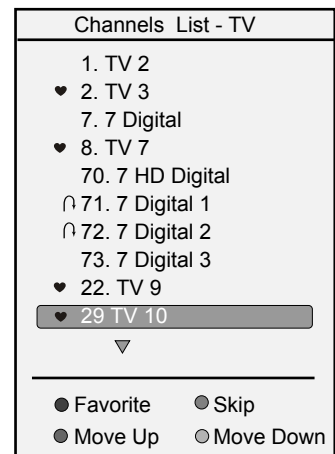 Channels List - TV
1. TV 2
2. TV 3
7. 7 Digital
8. TV 7
70. 7 HD Digital
71. 7 Digital 1
72. 7 Digital 2
73. 7 Digital 3
22. TV 9
29 TV 10
Favorite Skip
Move Up Move Down